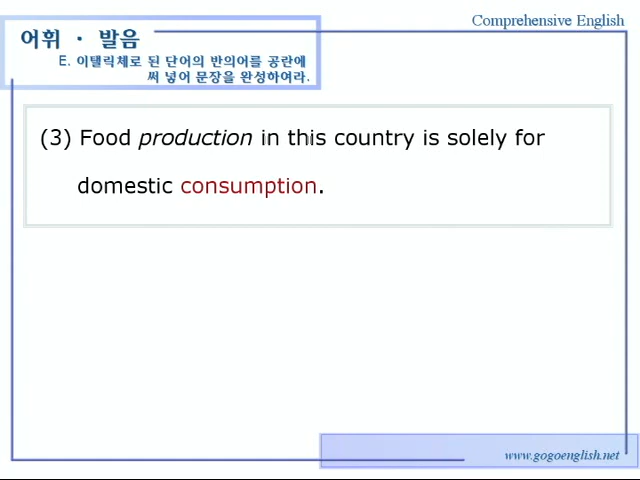 Comprehensive English
어휘 · 발음
E. 이탤릭체로 된 단어의 반의어를 공란에
써 넣어 문장을 완성하여라.
(3) Food production in this country is solely for
domestic consumption.
www.gogoenglish.net